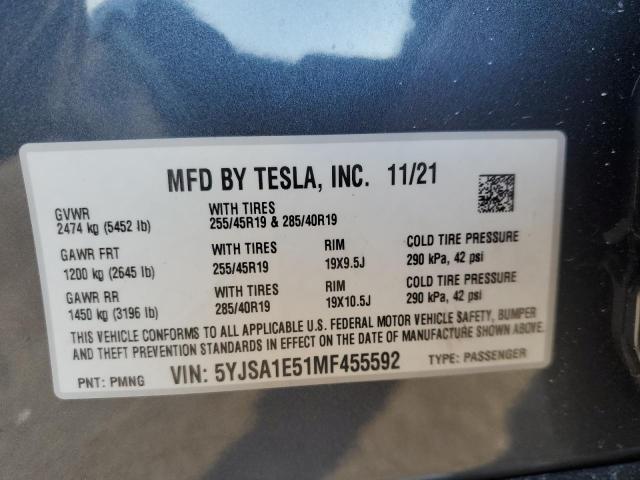 MFD BY TESLA, INC. 11/21
GVWR
2474 kg (5452 lb)
WITH TIRES
255/45R19 & 285/40R19
GAWR FRT
1200 kg (2645 lb)
WITH TIRES
255/45R19
RIM
19X9.5J
COLD TIRE PRESSURE
290 kPa, 42 psi
GAWR RR
1450 kg (3196 lb)
WITH TIRES
285/40R19
RIM
19X10.5J
COLD TIRE PRESSURE
290 kPa, 42 psi
THIS VEHICLE CONFORMS TO ALL APPLICABLE U.S. FEDERAL MOTOR VEHICLE SAFETY, BUMPER
AND THEFT PREVENTION STANDARDS IN EFFECT ON THE DATE OF MANUFACTURE SHOWN ABOVE.
PNT: PMNG VIN: 5YJSA1E51MF455592 TYPE: PASSENGER